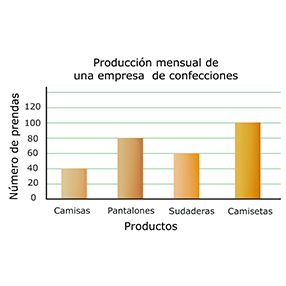 Producción mensual de
una empresa de confecciones
Número de prendas
120
100
80
60
40
20
0
Camisas Pantalones Sudaderas Camisetas
Productos